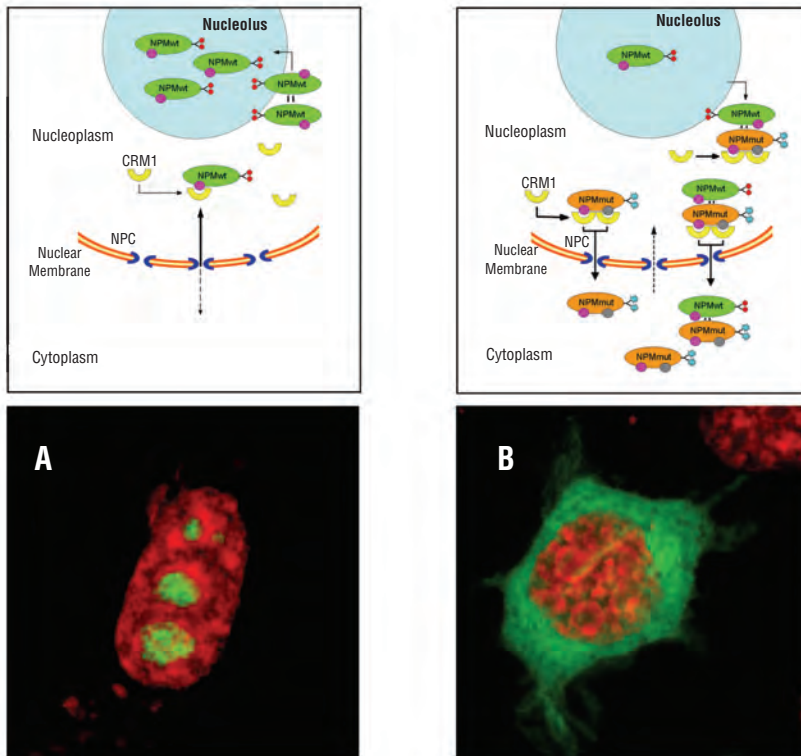 Nucleolus
NPMwt
NPMwt
NPMwt
NPMwt
NPMwt
Nucleoplasm
CRM1
NPMwt
NPC
Nuclear
Membrane
Cytoplasm
Nucleolus
NPMwt
NPMwt
Nucleoplasm
NPMmut
CRM1
NPMwt
NPMmut
NPMmut
NPC
Nuclear
Membrane
NPMmut
NPMwt
NPMmut
Cytoplasm
NPMmut
A
B